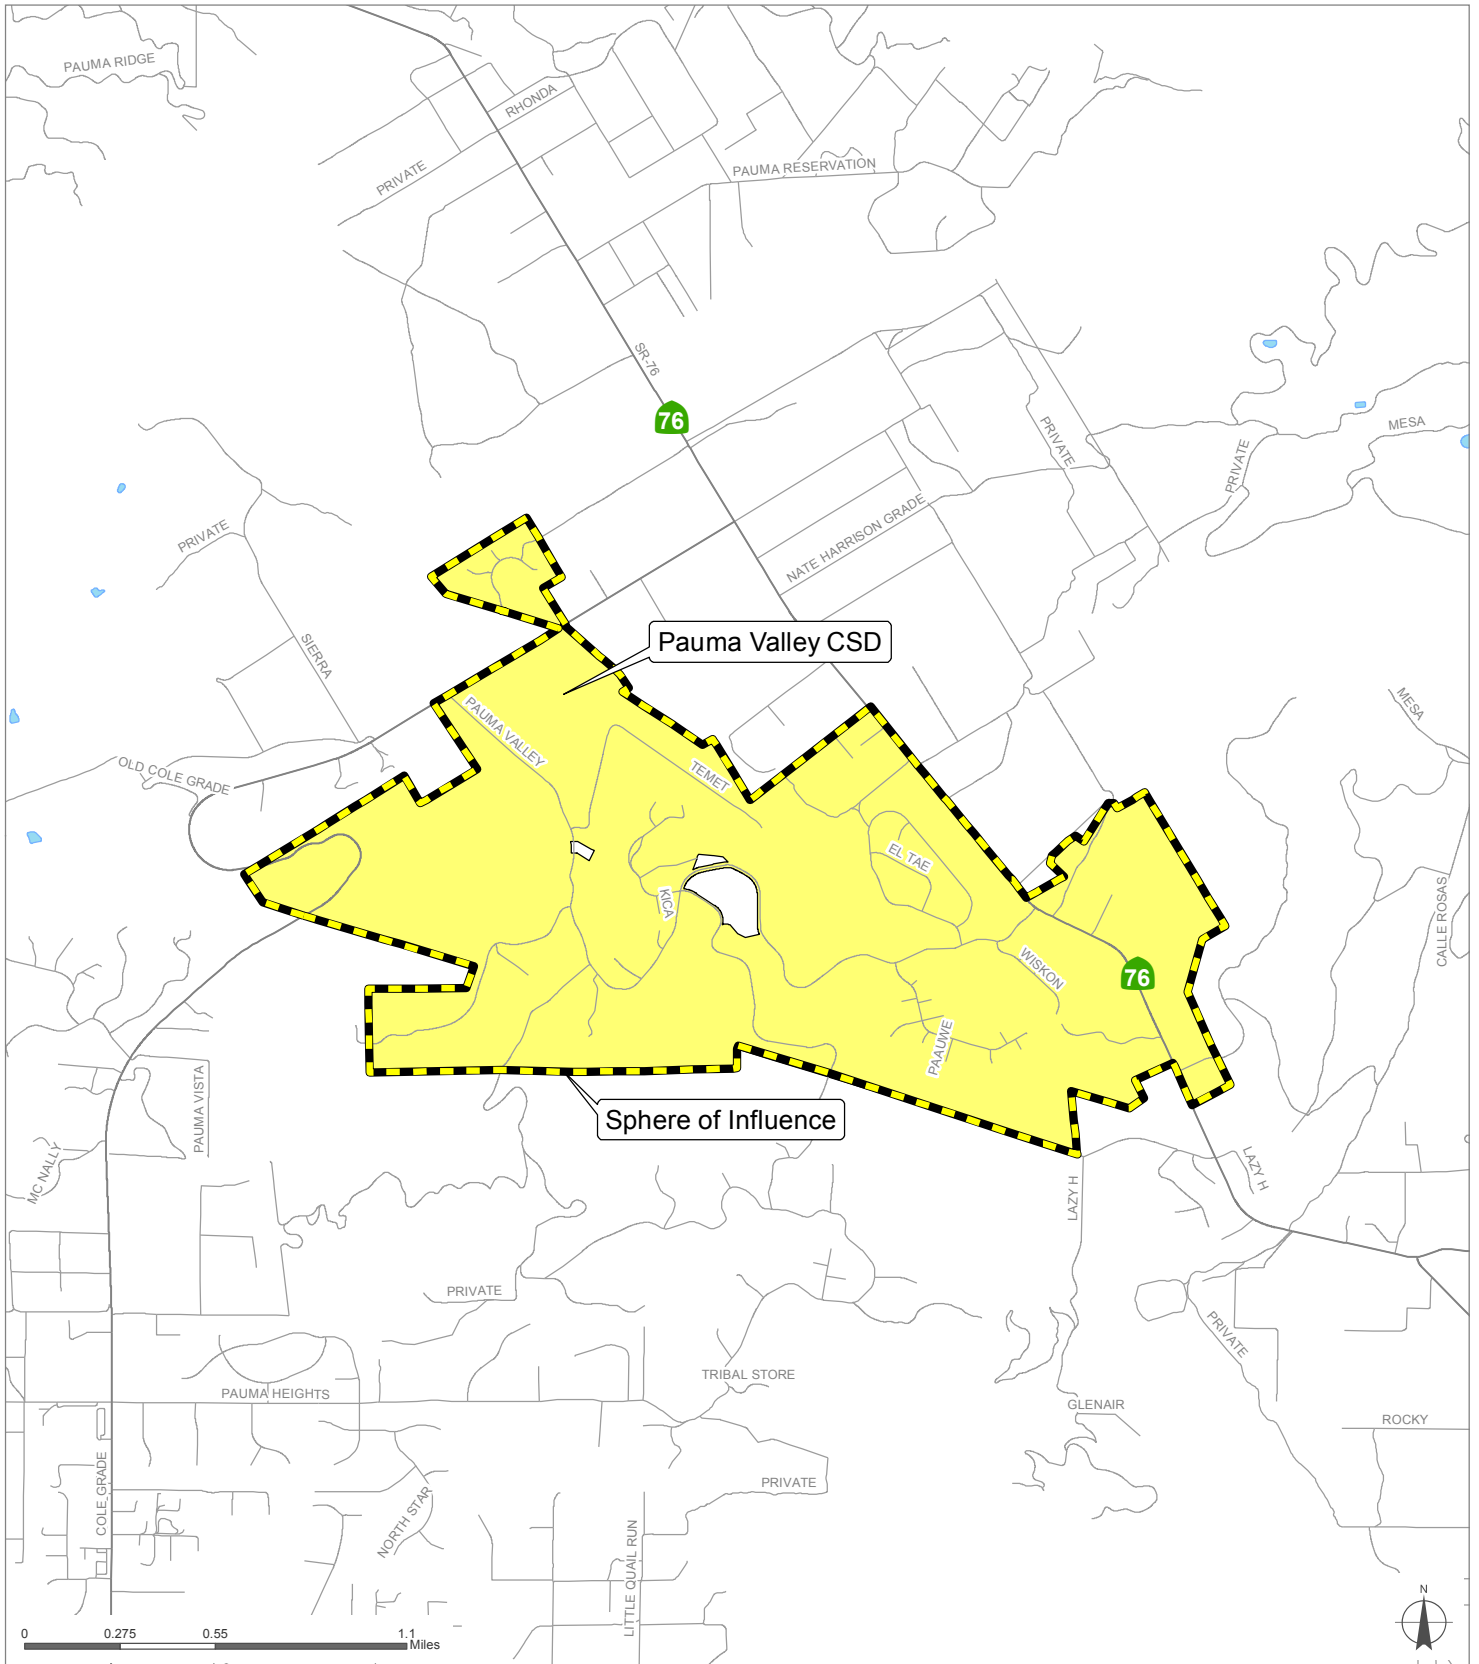 PAUMA RIDGE
RHONDA
PRIVATE
PAUMA RESERVATION
SR-76
76
PRIVATE
MESA
PRIVATE
NATE HARRISON GRADE
PRIVATE
SIERRA
Pauma Valley CSD
MESA
PAUMA VALLEY
OLD COLE GRADE
TEMET
EL TAE
KICA
CALLE ROSAS
WISKON
76
PAAUWE
PAUMA VISTA
Sphere of Influence
MC NALLY
LAZY H
LAZY H
PRIVATE
PRIVATE
TRIBAL STORE
PAUMA HEIGHTS
GLENAIR
ROCKY
PRIVATE
COLE GRADE
NORTH STAR
LITTLE QUAIL RUN
N
0 0.275 0.55 1.1
Miles